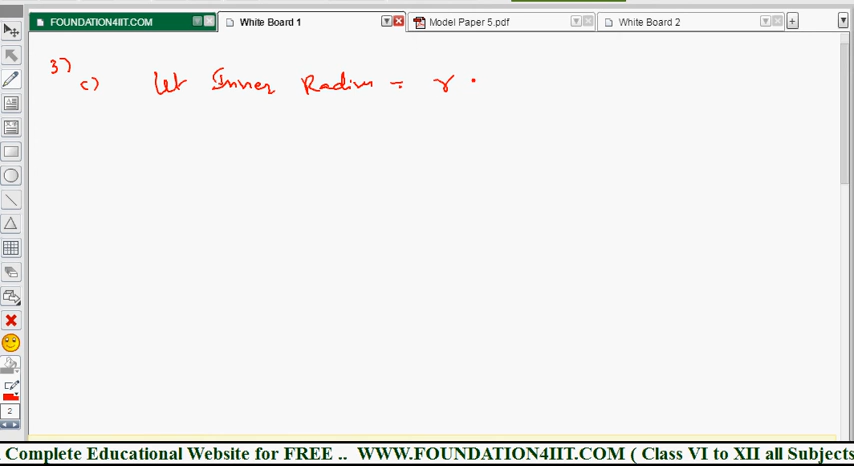 FOUNDATION4IIT.COM
White Board 1
Model Paper 5.pdf
White Board 2
3)
c) Let Inner Radius = r
2
Complete Educational Website for FREE .. WWW.FOUNDATION4IIT.COM ( Class VI to XII all Subjects